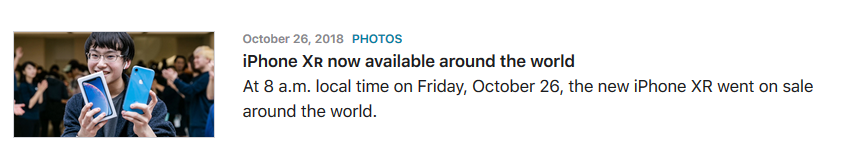 October 26, 2018 PHOTOS
iPhone XR now available around the world
At 8 a.m. local time on Friday, October 26, the new iPhone XR went on sale
around the world.